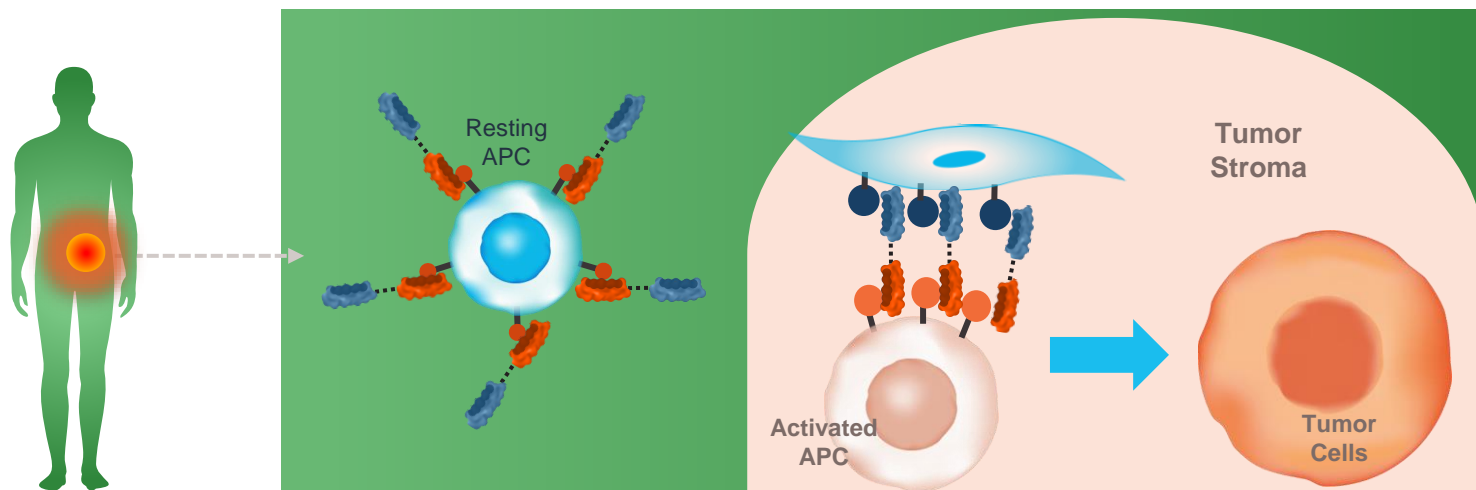 Resting
APC
Tumor
Stroma
Activated
APC
Tumor
Cells